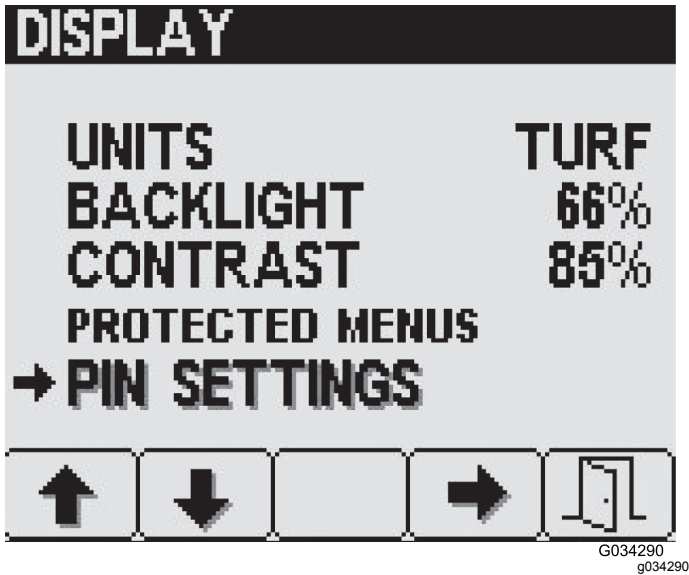 DISPLAY
UNITS TURF
BACKLIGHT 66%
CONTRAST 85%
PROTECTED MENUS
PIN SETTINGS
G034290
g034290